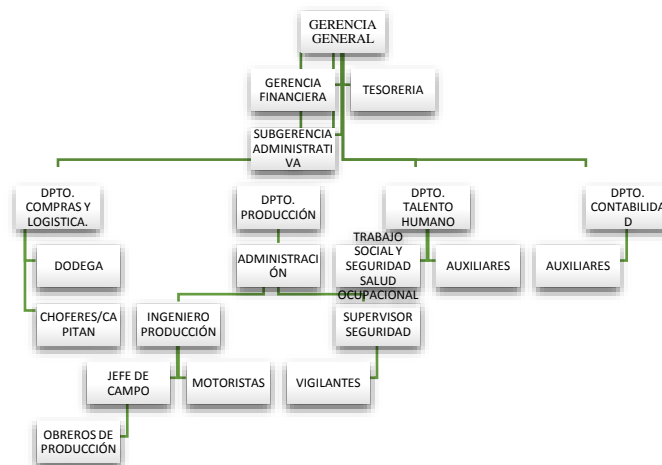 GERENCIA
GENERAL
GERENCIA
FINANCIERA
TESORERIA
SUBGERENCIA
ADMINISTRATI
VA
DPTO.
COMPRAS Y
LOGISTICA.
DPTO.
PRODUCCIÓN
DPTO.
TALENTO
HUMANO
DPTO.
CONTABILIDA
D
DODEGA
ADMINISTRACI
ÓN
TRABAJO
SOCIAL Y
SEGURIDAD
SALUD
OCUPACIONAL
AUXILIARES
AUXILIARES
CHOFERES/CA
PITAN
INGENIERO
PRODUCCIÓN
SUPERVISOR
SEGURIDAD
JEFE DE
CAMPO
MOTORISTAS
VIGILANTES
OBREROS DE
PRODUCCIÓN